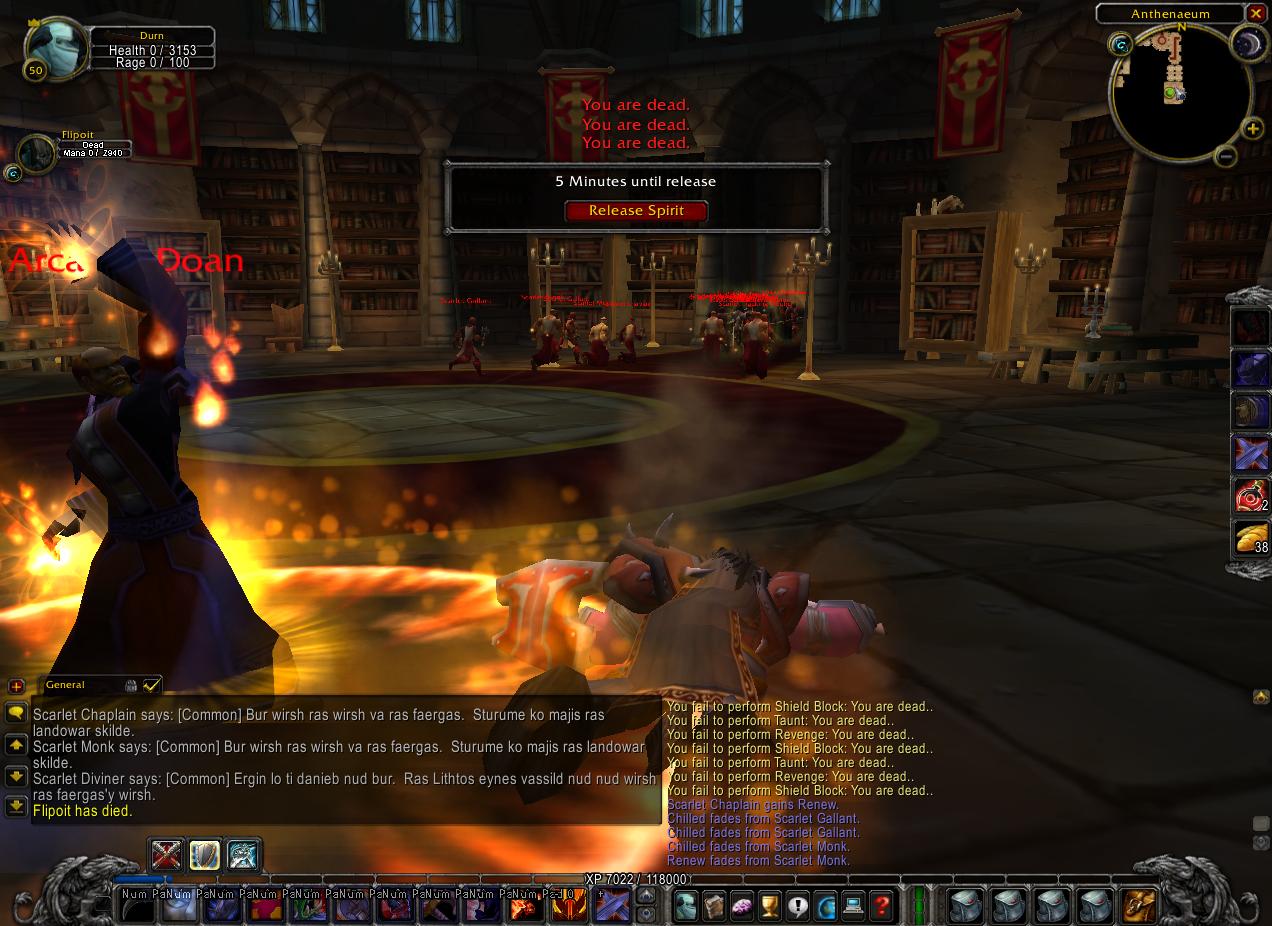 Durn
Health 0 / 3153
Rage 0 / 100
50
Flipoit
Dead
Mana 0 / 2940
Anthenaeum
N
You are dead.
You are dead.
You are dead.
5 Minutes until release
Release Spirit
Doan
Scarlet Gallant
2
38
General
Scarlet Chaplain says: [Common] Bur wirsh ras wirsh va ras faergas. Sturume ko majis ras
landowar skilde.
Scarlet Monk says: [Common] Bur wirsh ras wirsh va ras faergas. Sturume ko majis ras landowar
skilde.
Scarlet Diviner says: [Common] Ergin lo ti danieb nud bur. Ras Lithtos eynes vassild nud nud wirsh
ras faergas'y wirsh.
Flipoit has died.
You fail to perform Shield Block: You are dead..
You fail to perform Taunt: You are dead..
You fail to perform Revenge: You are dead..
You fail to perform Shield Block: You are dead..
You fail to perform Taunt: You are dead..
You fail to perform Revenge: You are dead..
You fail to perform Shield Block: You are dead..
Scarlet Chaplain gains Renew.
Chilled fades from Scarlet Gallant.
Chilled fades from Scarlet Gallant.
Chilled fades from Scarlet Monk.
Renew fades from Scarlet Monk.
XP 7022 / 118000